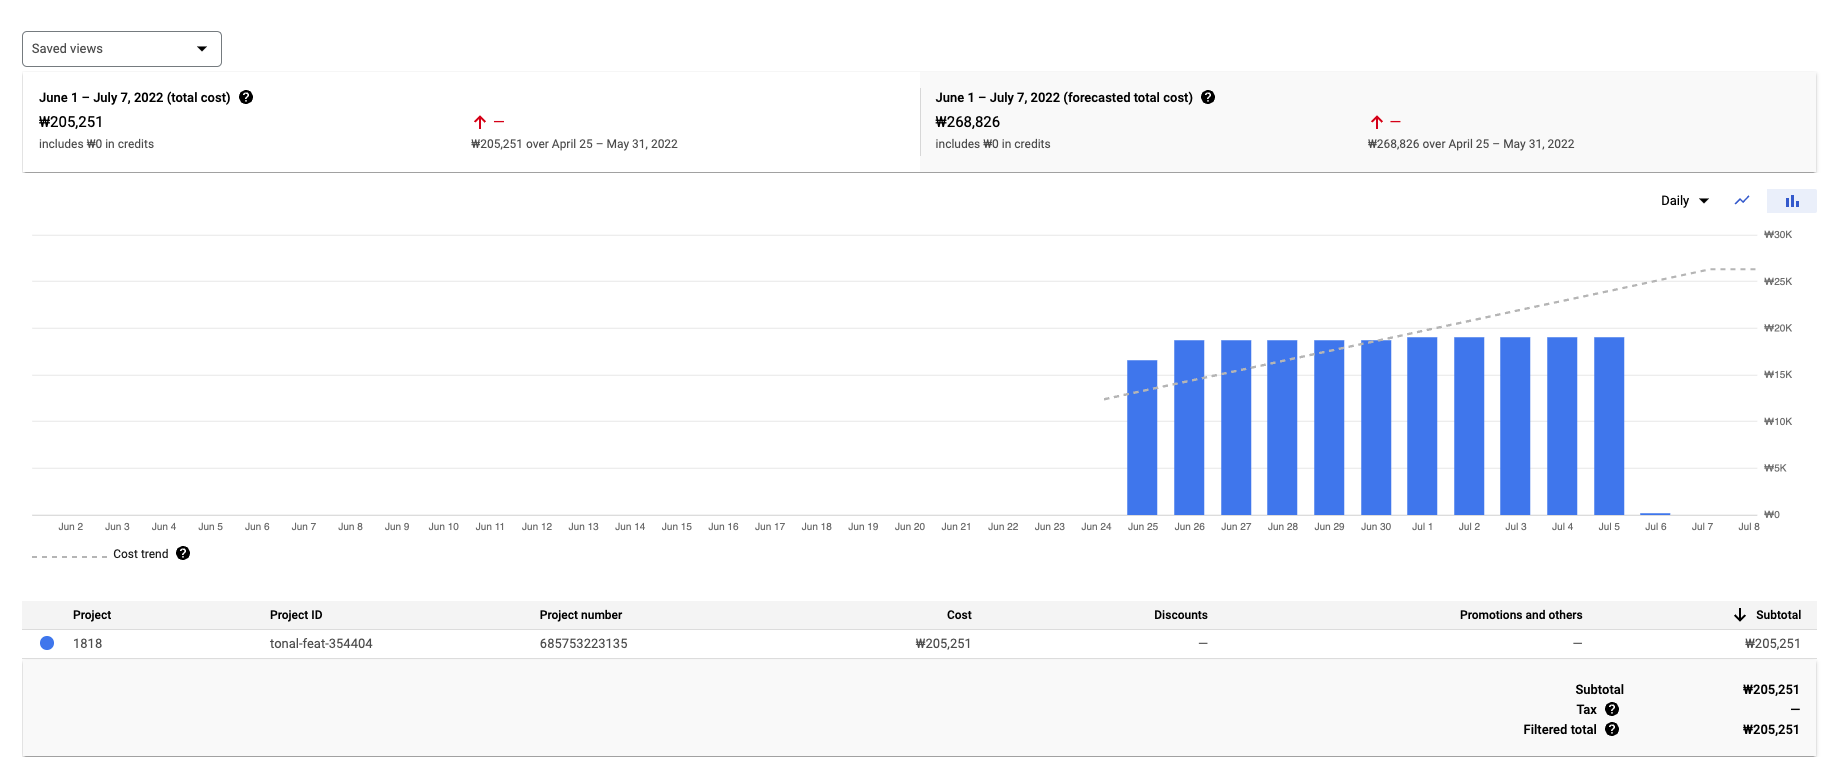 Saved views
June 1 – July 7, 2022 (total cost)
₩205,251
includes ₩0 in credits
₩205,251 over April 25 – May 31, 2022
June 1 – July 7, 2022 (forecasted total cost)
₩268,826
includes ₩0 in credits
₩268,826 over April 25 – May 31, 2022
Daily
₩30K
₩25K
₩20K
₩15K
₩10K
₩5K
₩0
Jun 2 Jun 3 Jun 4 Jun 5 Jun 6 Jun 7 Jun 8 Jun 9 Jun 10 Jun 11 Jun 12 Jun 13 Jun 14 Jun 15 Jun 16 Jun 17 Jun 18 Jun 19 Jun 20 Jun 21 Jun 22 Jun 23 Jun 24 Jun 25 Jun 26 Jun 27 Jun 28 Jun 29 Jun 30 Jul 1 Jul 2 Jul 3 Jul 4 Jul 5 Jul 6 Jul 7 Jul 8
Cost trend
Project Project ID Project number Cost Discounts Promotions and others Subtotal
1818 tonal-feat-354404 685753223135 ₩205,251 — — ₩205,251
Subtotal ₩205,251
Tax —
Filtered total ₩205,251